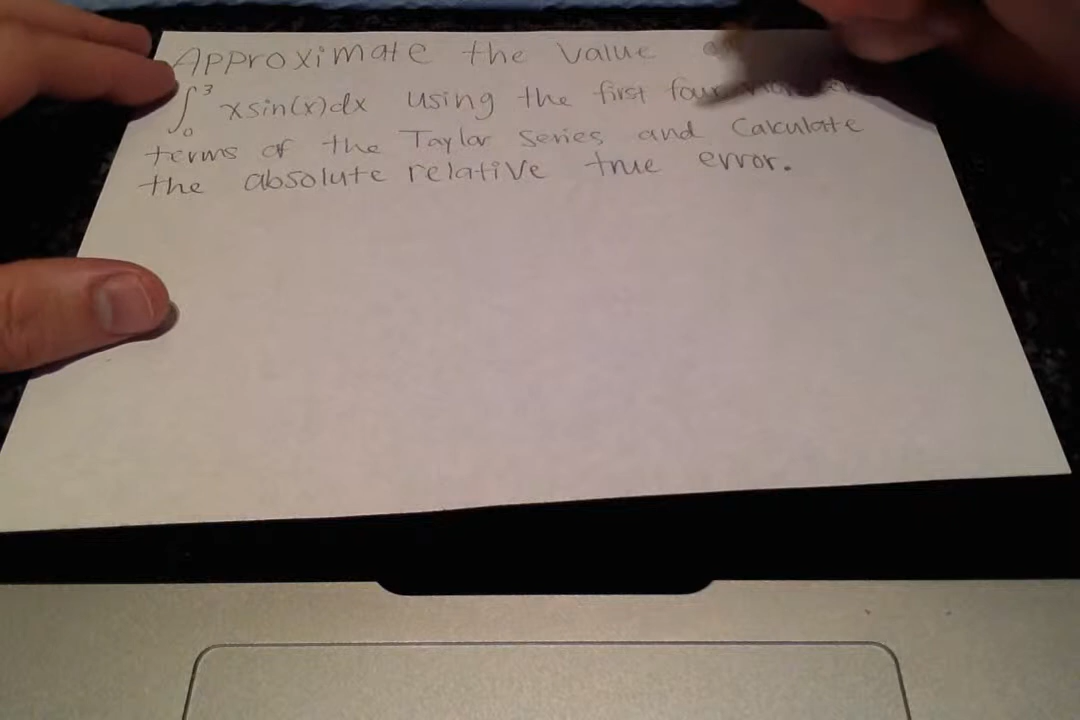 Approximate the value
∫₀³ x sin(x)dx using the first four
terms of the Taylor Series and Calculate
the absolute relative true error.